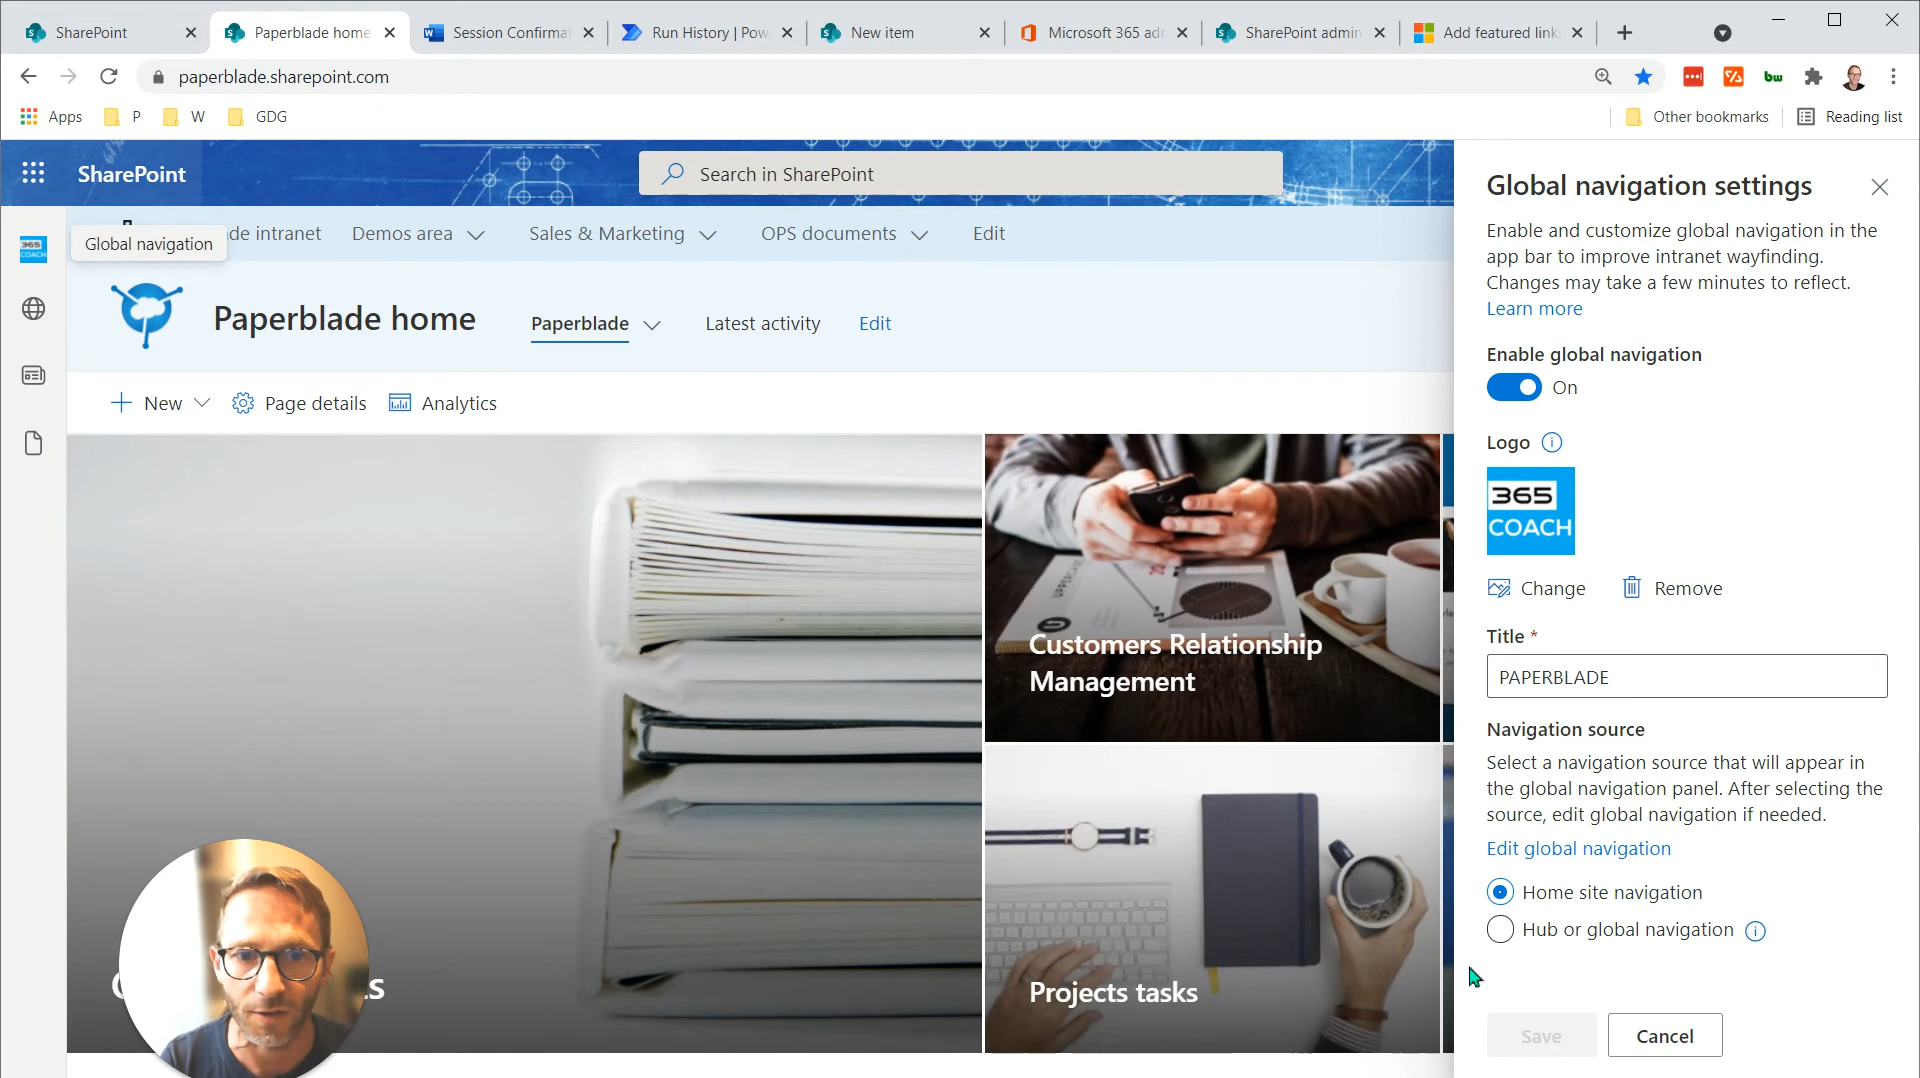 SharePoint
Paperblade home
Session Confirmat
Run History | Pow
New item
Microsoft 365 adr
SharePoint admin
Add featured link
paperblade.sharepoint.com
bw
Apps
P
W
GDG
Other bookmarks
Reading list
SharePoint
Search in SharePoint
365
COACH
Global navigation
de intranet
Demos area
Sales & Marketing
OPS documents
Edit
Paperblade home
Paperblade
Latest activity
Edit
New
Page details
Analytics
Customers Relationship
Management
Projects tasks
Global navigation settings
Enable and customize global navigation in the
app bar to improve intranet wayfinding.
Changes may take a few minutes to reflect.
Learn more
Enable global navigation
On
Logo
365
COACH
Change
Remove
Title *
PAPERBLADE
Navigation source
Select a navigation source that will appear in
the global navigation panel. After selecting the
source, edit global navigation if needed.
Edit global navigation
Home site navigation
Hub or global navigation
Save
Cancel